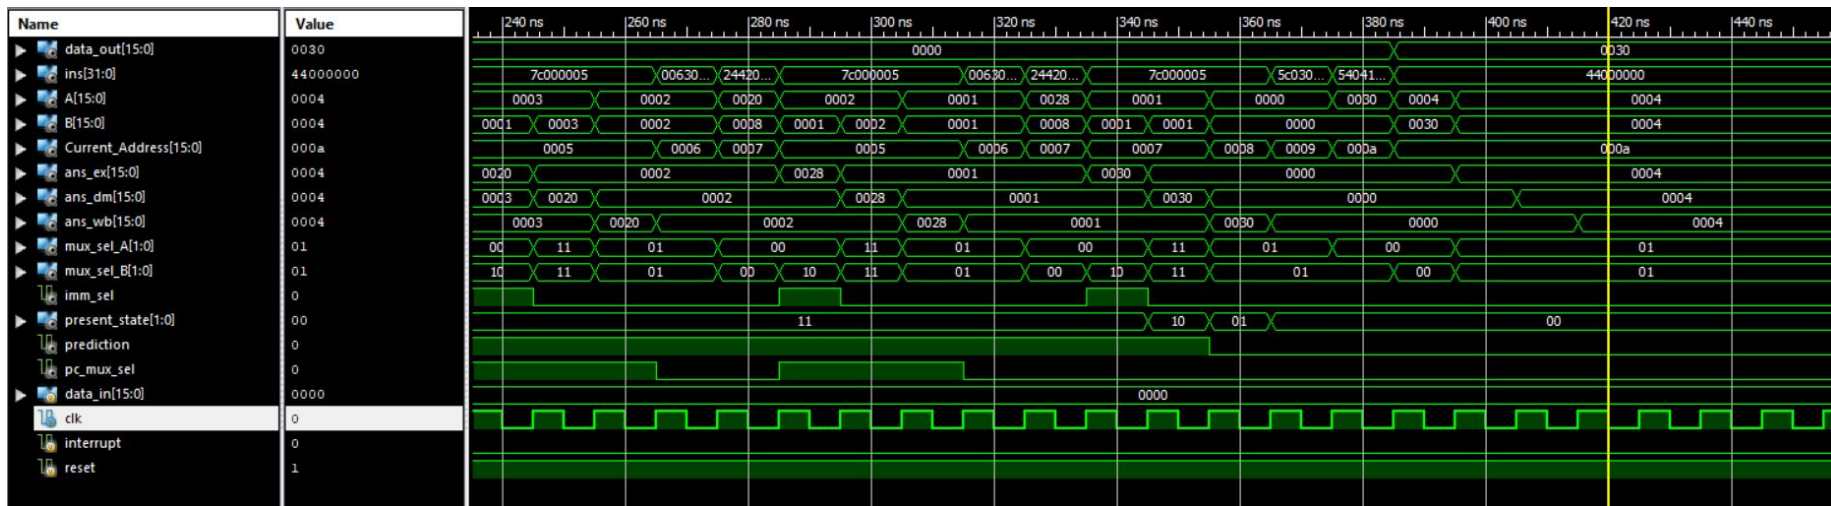 Name Value 240 ns 260 ns 280 ns 300 ns 320 ns 340 ns 360 ns 380 ns 400 ns 420 ns 440 ns
data_out[15:0] 0030 0000 0030
ins[31:0] 44000000 7c000005 00630... 24420... 7c000005 00630... 24420... 7c000005 5c030... 54041... 44000000
A[15:0] 0004 0003 0002 0020 0002 0001 0028 0001 0000 0030 0004 0004
B[15:0] 0004 0001 0003 0002 0008 0001 0002 0001 0008 0001 0001 0000 0030 0004
Current_Address[15:0] 000a 0005 0006 0007 0005 0006 0007 0007 0008 0009 000a 000a
ans_ex[15:0] 0004 0020 0002 0028 0001 0030 0000 0004
ans_dm[15:0] 0004 0003 0020 0002 0028 0001 0030 0000 0004
ans_wb[15:0] 0004 0003 0020 0002 0028 0001 0030 0000 0004
mux_sel_A[1:0] 01 00 11 01 00 11 01 00 11 01 00 01
mux_sel_B[1:0] 01 10 11 01 00 10 11 01 00 10 11 01 00 01
imm_sel 0
present_state[1:0] 00 11 10 01 00
prediction 0
pc_mux_sel 0
data_in[15:0] 0000 0000
clk 0
interrupt 0
reset 1